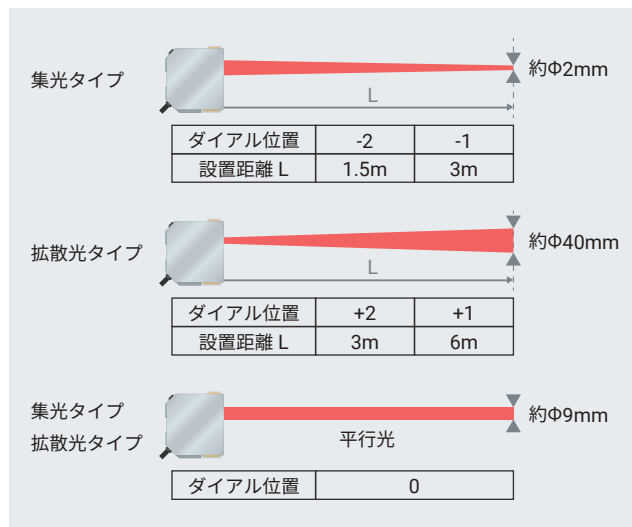 集光タイプ
約Φ2mm
L
ダイアル位置 -2 -1
設置距離 L 1.5m 3m
拡散光タイプ
約Φ40mm
L
ダイアル位置 +2 +1
設置距離 L 3m 6m
集光タイプ
拡散光タイプ
約Φ9mm
平行光
ダイアル位置 0